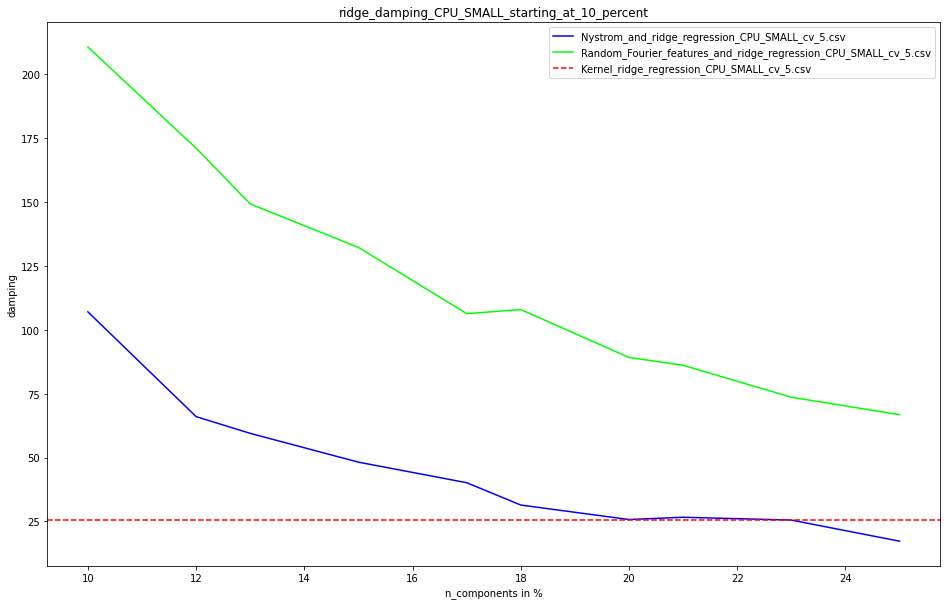 ridge_damping_CPU_SMALL_starting_at_10_percent
Nystrom_and_ridge_regression_CPU_SMALL_cv_5.csv
Random_Fourier_features_and_ridge_regression_CPU_SMALL_cv_5.csv
Kernel_ridge_regression_CPU_SMALL_cv_5.csv
200
175
150
125
100
75
50
25
damping
10 12 14 16 18 20 22 24
n_components in %